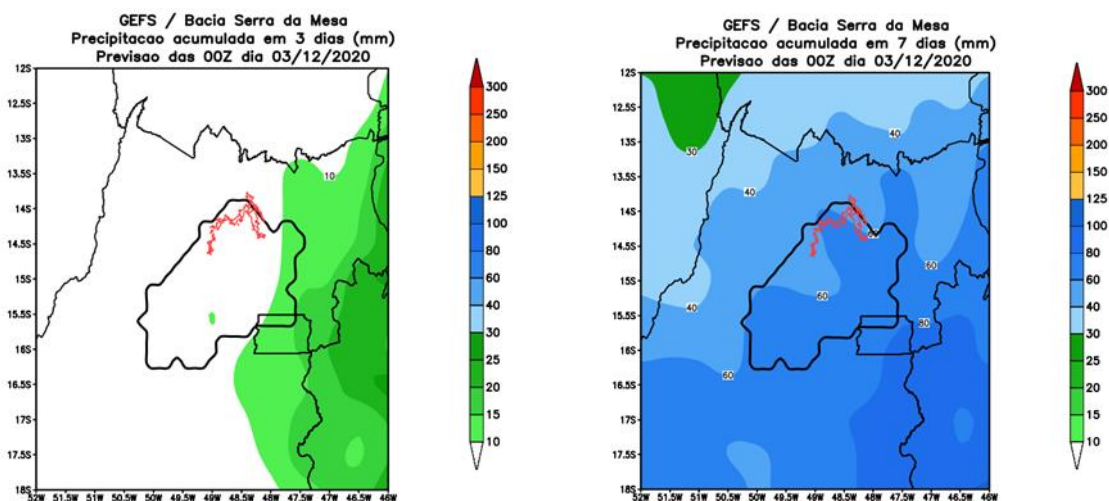 GEFS / Bacia Serra da Mesa
Precipitacao acumulada em 3 dias (mm)
Previsao das 00Z dia 03/12/2020
12S
12.5S
13S
13.5S
14S
14.5S
15S
15.5S
16S
16.5S
17S
17.5S
18S
52W 51.5W 51W 50.5W 50W 49.5W 49W 48.5W 48W 47.5W 47W 46.5W 46W
10
300
250
200
150
125
100
80
60
40
30
20
15
10
GEFS / Bacia Serra da Mesa
Precipitacao acumulada em 7 dias (mm)
Previsao das 00Z dia 03/12/2020
12S
12.5S
13S
13.5S
14S
14.5S
15S
15.5S
16S
16.5S
17S
17.5S
18S
52W 51.5W 51W 50.5W 50W 49.5W 49W 48.5W 48W 47.5W 47W 46.5W 46W
40
30
40
60
60
40
80
60
300
250
200
150
125
100
80
60
40
30
20
15
10